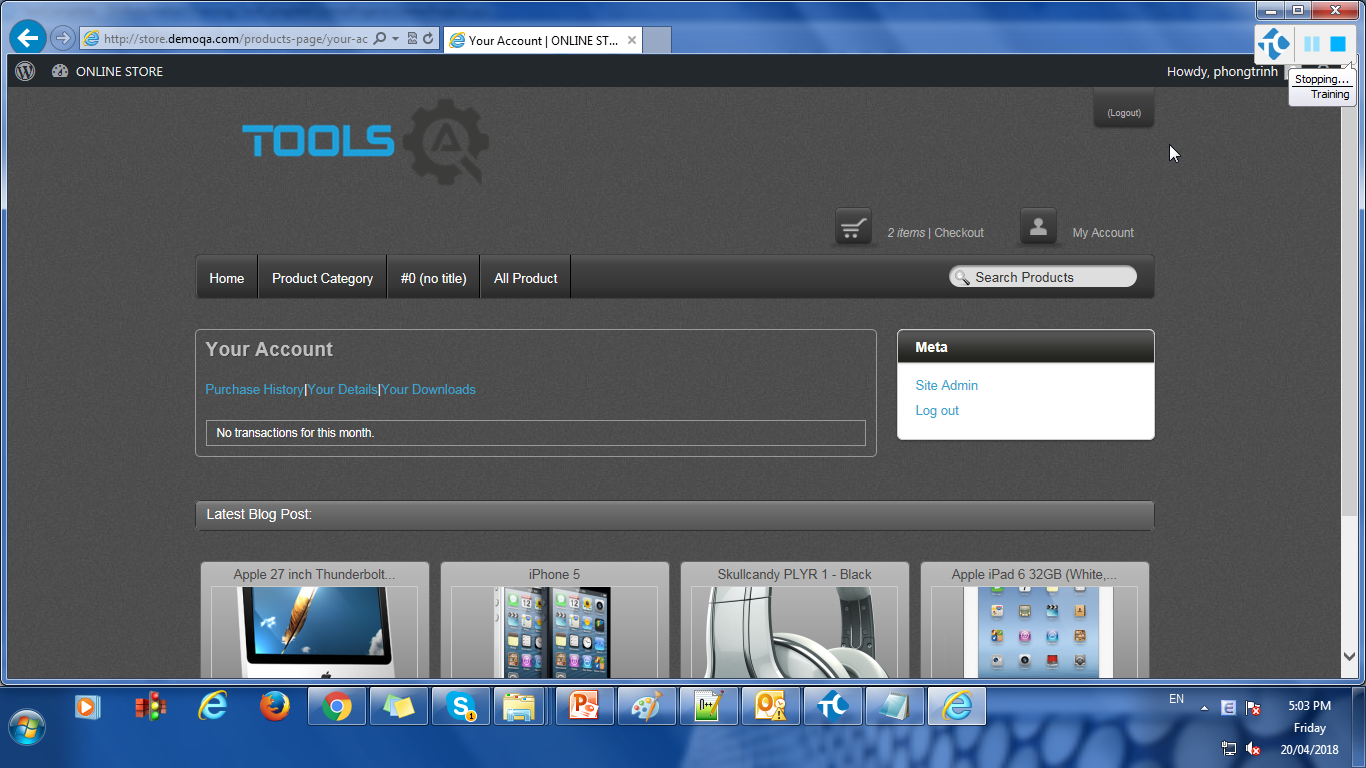 http://store.demoqa.com/products-page/your-ac
Your Account | ONLINE ST...
ONLINE STORE
Howdy, phongtrinh
Stopping...
Training
(Logout)
TOOLS
2 items | Checkout
My Account
Home
Product Category
#0 (no title)
All Product
Search Products
Your Account
Purchase History|Your Details|Your Downloads
No transactions for this month.
Meta
Site Admin
Log out
Latest Blog Post:
Apple 27 inch Thunderbolt...
iPhone 5
Skullcandy PLYR 1 - Black
Apple iPad 6 32GB (White,...
EN
5:03 PM
Friday
20/04/2018